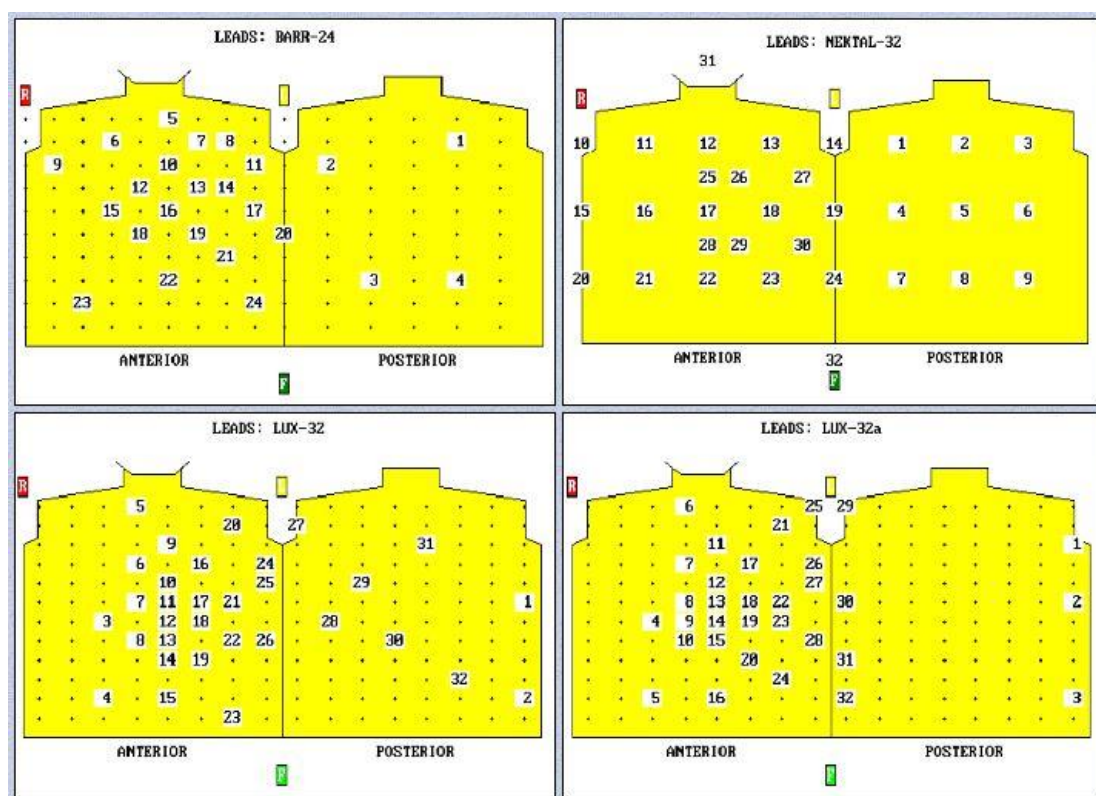 LEADS: BARR-24
R
5
6 7 8 1
9 10 11 2
12 13 14
15 16 17
18 19 20
21
22 3 4
23 24
ANTERIOR POSTERIOR
F
LEADS: NEKTAL-32
31
R
10 11 12 13 14 1 2 3
25 26 27
15 16 17 18 19 4 5 6
28 29 30
20 21 22 23 24 7 8 9
ANTERIOR 32 POSTERIOR
F
LEADS: LUX-32
R
5
20 27
9 31
6 16 24
10 25 29
7 11 17 21 1
3 12 18 28
8 13 22 26 30
14 19
32
4 15 2
23
ANTERIOR POSTERIOR
F
LEADS: LUX-32a
R
6 25 29
21
11 1
7 17 26
12 27
8 13 18 22 30 2
4 9 14 19 23
10 15 28
20 31
24
5 16 32 3
ANTERIOR POSTERIOR
F